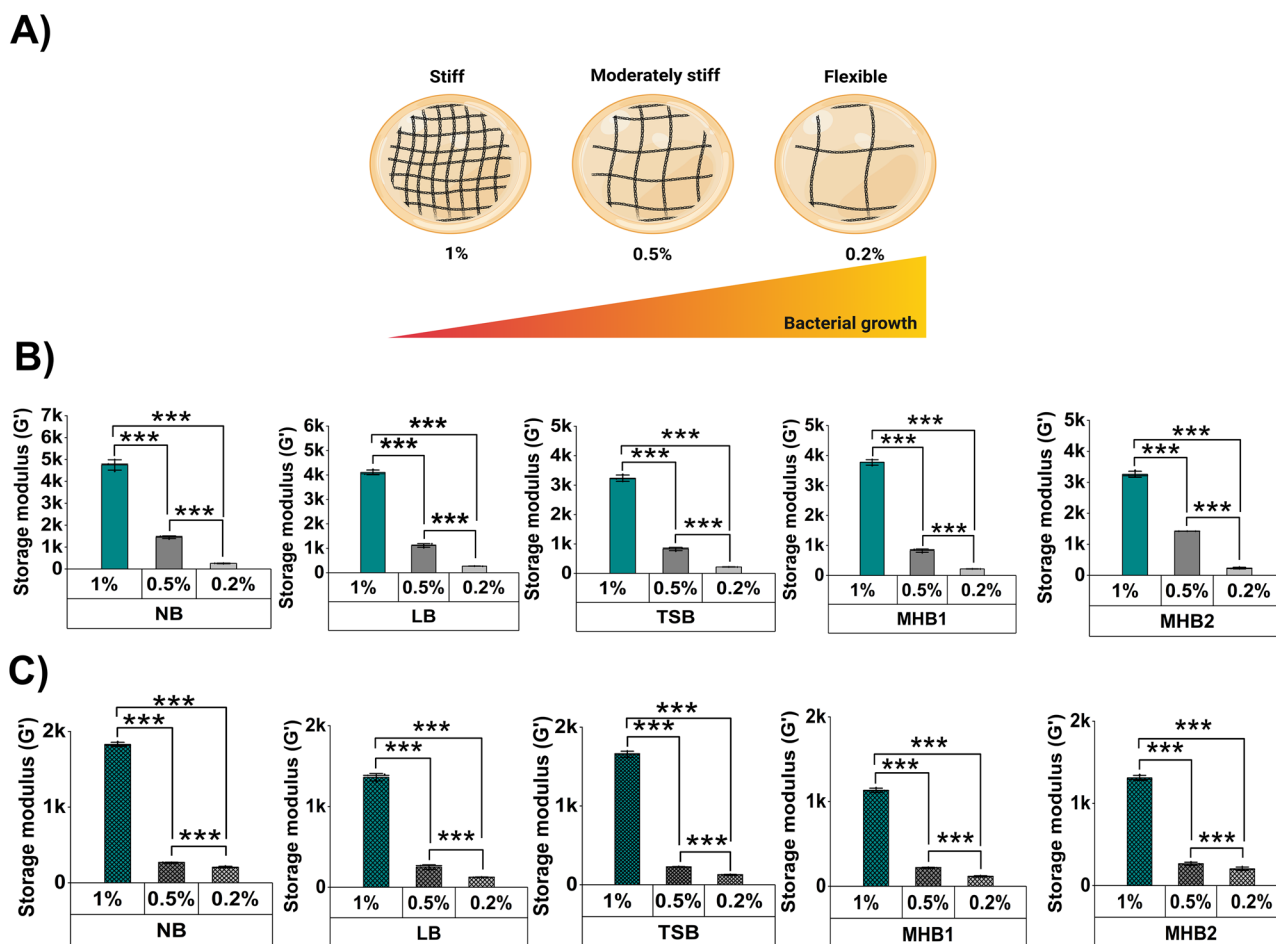 A)
Stiff
Moderately stiff
Flexible
1%
0.5%
0.2%
Bacterial growth
B)
Storage modulus (G')
7k
6k
5k
4k
3k
2k
1k
0
***
***
***
1%
0.5%
0.2%
NB
Storage modulus (G')
6k
5k
4k
3k
2k
1k
0
***
***
***
1%
0.5%
0.2%
LB
Storage modulus (G')
5k
4k
3k
2k
1k
0
***
***
***
1%
0.5%
0.2%
TSB
Storage modulus (G')
5k
4k
3k
2k
1k
0
***
***
***
1%
0.5%
0.2%
MHB1
Storage modulus (G')
5k
4k
3k
2k
1k
0
***
***
***
1%
0.5%
0.2%
MHB2
C)
Storage modulus (G')
2k
1k
0
***
***
***
1%
0.5%
0.2%
NB
Storage modulus (G')
2k
1k
0
***
***
***
1%
0.5%
0.2%
LB
Storage modulus (G')
2k
1k
0
***
***
***
1%
0.5%
0.2%
TSB
Storage modulus (G')
2k
1k
0
***
***
***
1%
0.5%
0.2%
MHB1
Storage modulus (G')
2k
1k
0
***
***
***
1%
0.5%
0.2%
MHB2